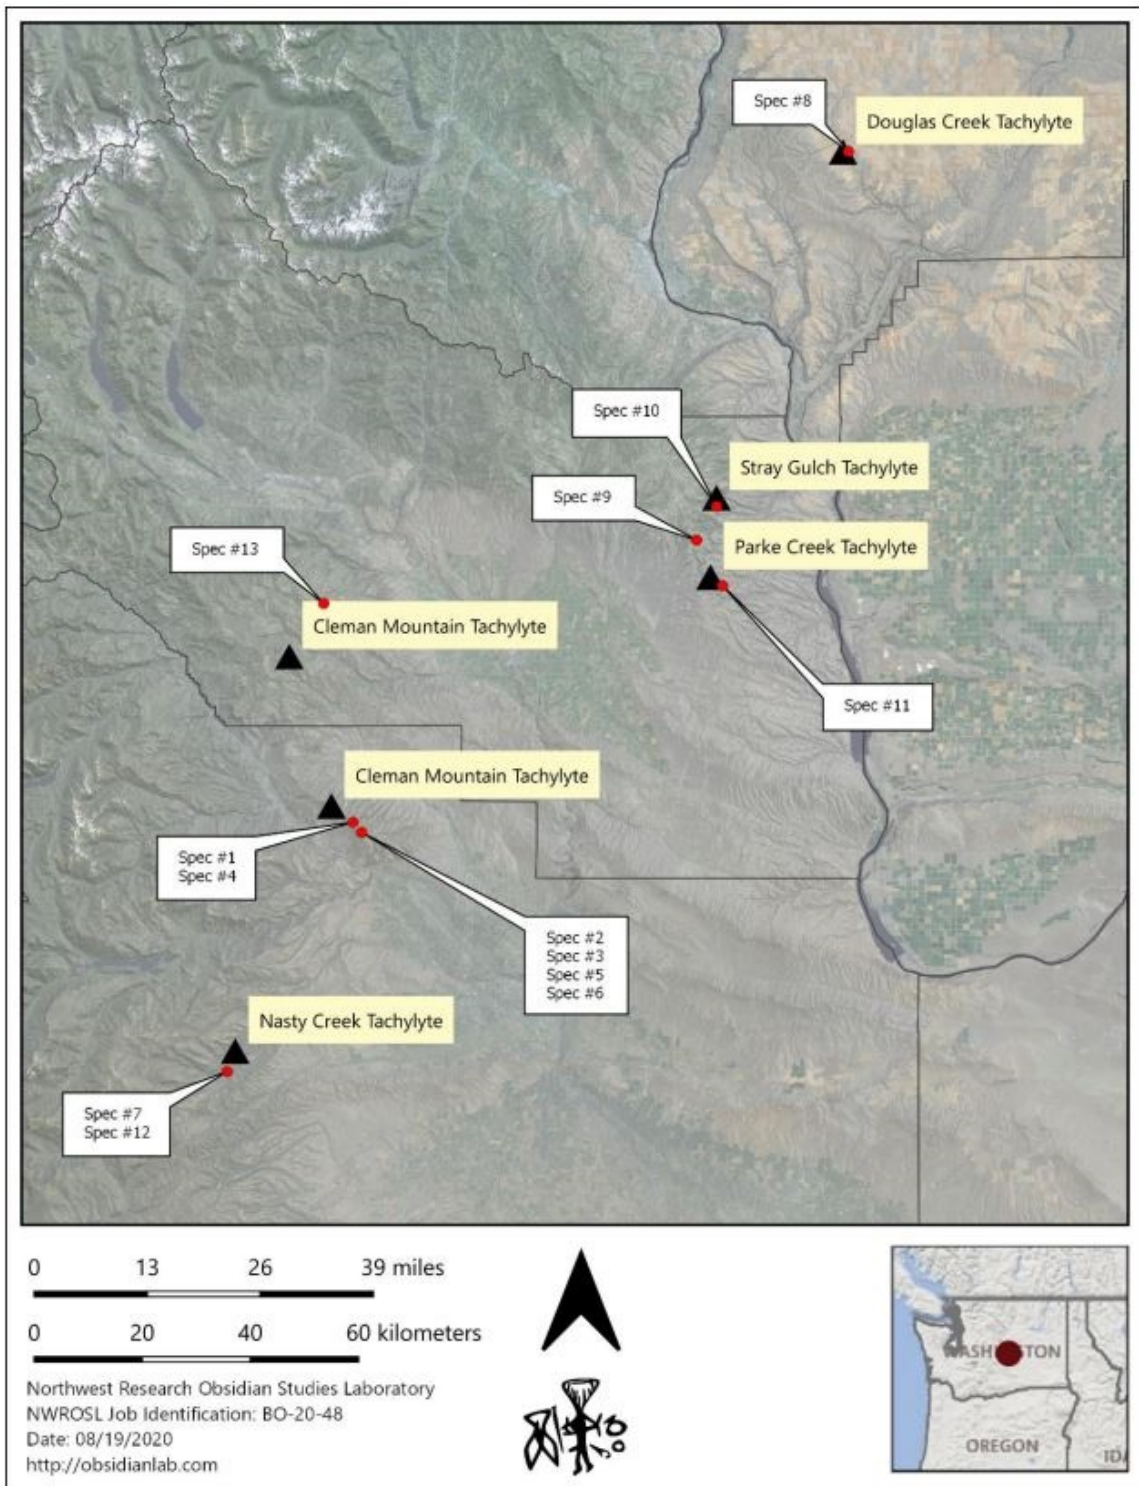 Spec #8
Douglas Creek Tachylyte
Spec #10
Stray Gulch Tachylyte
Spec #9
Parke Creek Tachylyte
Spec #13
Cleman Mountain Tachylyte
Spec #11
Cleman Mountain Tachylyte
Spec #1
Spec #4
Spec #2
Spec #3
Spec #5
Spec #6
Nasty Creek Tachylyte
Spec #7
Spec #12
0 13 26 39 miles
0 20 40 60 kilometers
Northwest Research Obsidian Studies Laboratory
NWROSL Job Identification: BO-20-48
Date: 08/19/2020
http://obsidianlab.com
OREGON